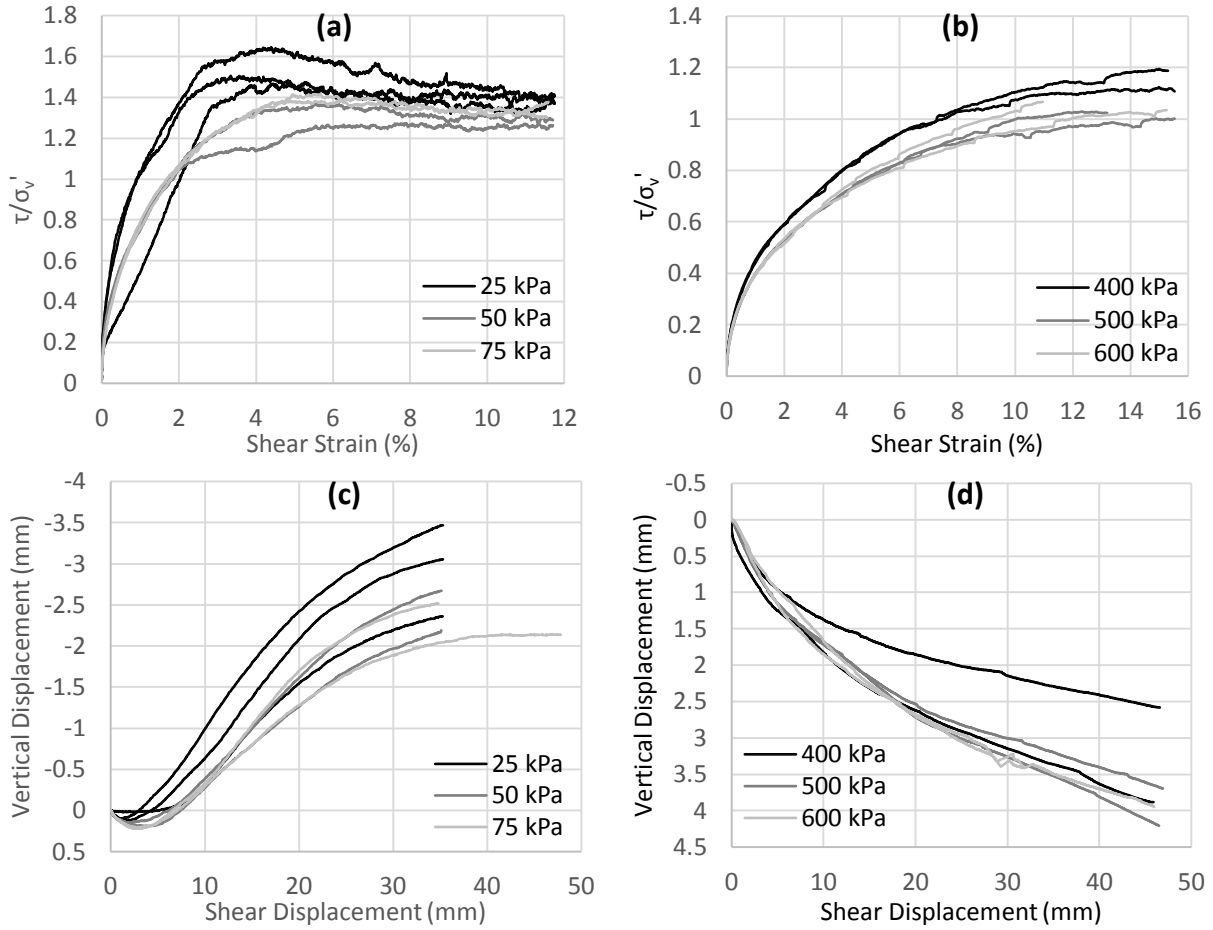 (a)
1.8
1.6
1.4
1.2
1
0.8
0.6
0.4
0.2
0
τ/σv'
25 kPa
50 kPa
75 kPa
0 2 4 6 8 10 12
Shear Strain (%)
(b)
1.4
1.2
1
0.8
0.6
0.4
0.2
0
τ/σv'
400 kPa
500 kPa
600 kPa
0 2 4 6 8 10 12 14 16
Shear Strain (%)
(c)
-4
-3.5
-3
-2.5
-2
-1.5
-1
-0.5
0
0.5
Vertical Displacement (mm)
25 kPa
50 kPa
75 kPa
0 10 20 30 40 50
Shear Displacement (mm)
(d)
-0.5
0
0.5
1
1.5
2
2.5
3
3.5
4
4.5
Vertical Displacement (mm)
400 kPa
500 kPa
600 kPa
0 10 20 30 40 50
Shear Displacement (mm)